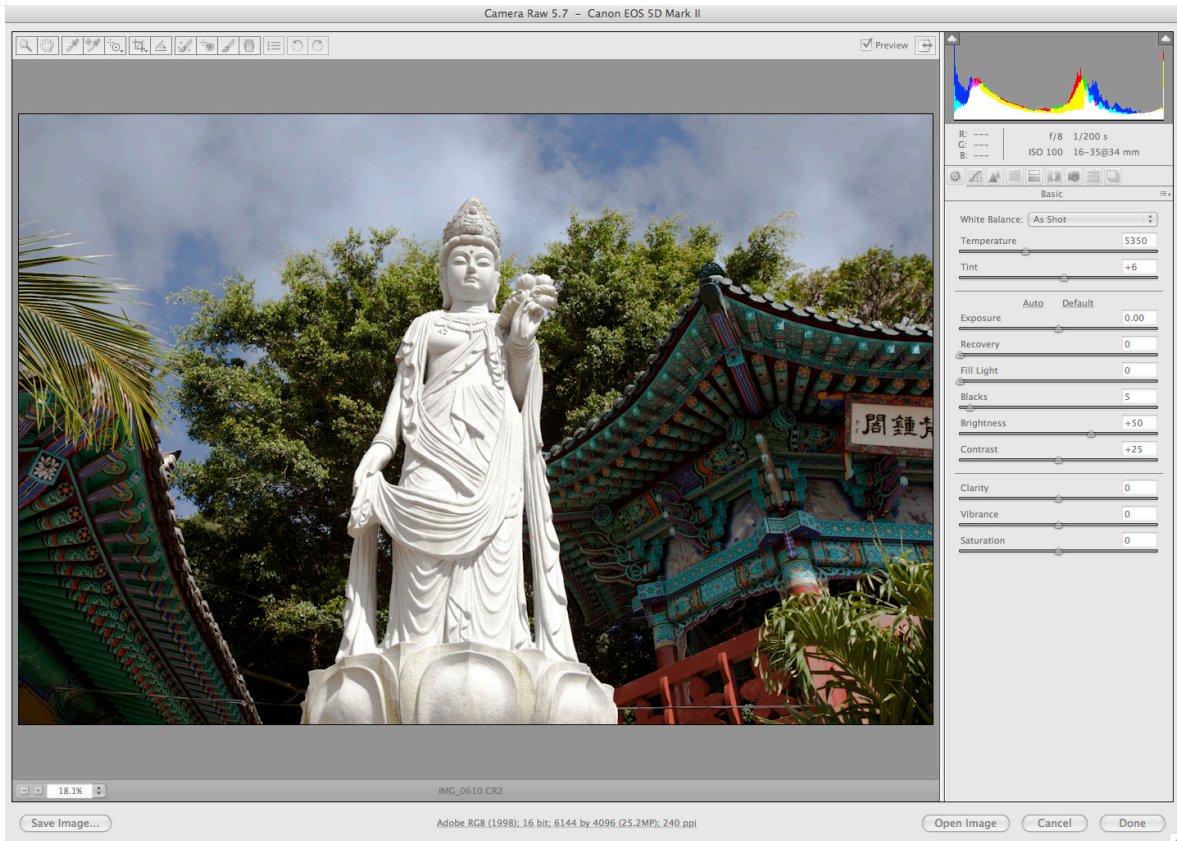 Camera Raw 5.7 – Canon EOS 5D Mark II
Preview
R: ---
G: ---
B: ---
f/8 1/200 s
ISO 100 16-35@34 mm
Basic
White Balance: As Shot
Temperature 5350
Tint +6
Auto Default
Exposure 0.00
Recovery 0
Fill Light 0
Blacks 5
Brightness +50
Contrast +25
Clarity 0
Vibrance 0
Saturation 0
閣鍾梵
18.1%
IMG_0610.CR2
Save Image...
Adobe RGB (1998); 16 bit; 6144 by 4096 (25.2MP); 240 ppi
Open Image
Cancel
Done